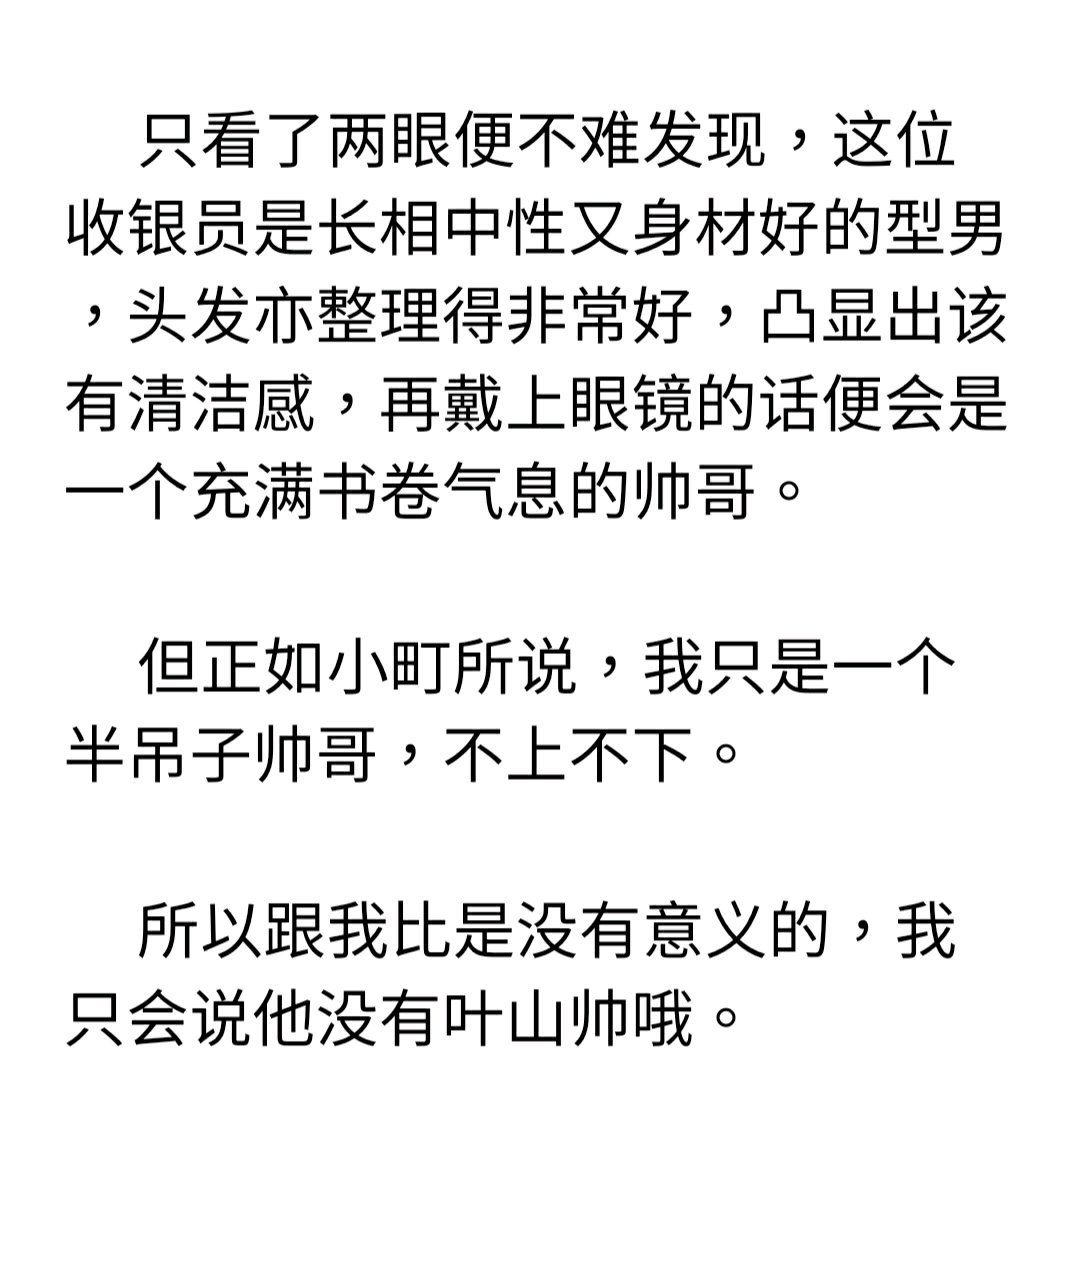 只看了两眼便不难发现，这位
收银员是长相中性又身材好的型男
，头发亦整理得非常好，凸显出该
有清洁感，再戴上眼镜的话便会是
一个充满书卷气息的帅哥。
但正如小町所说，我只是一个
半吊子帅哥，不上不下。
所以跟我比是没有意义的，我
只会说他没有叶山帅哦。